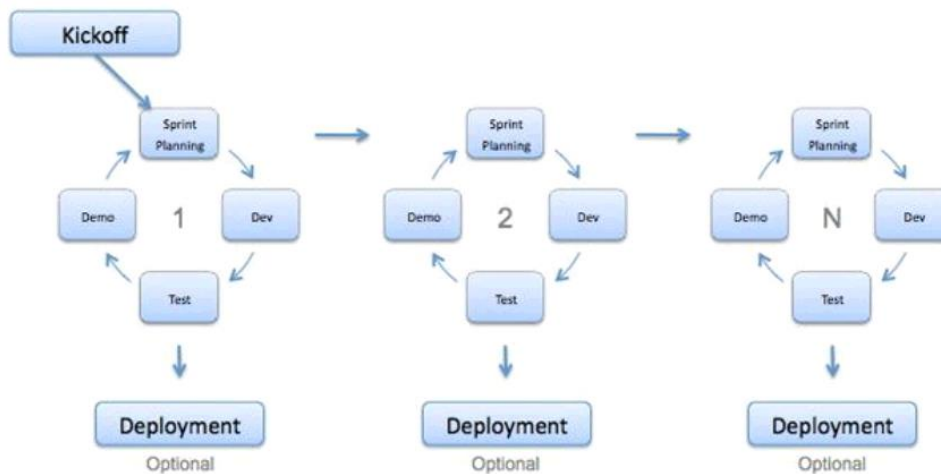 Kickoff
Sprint
Planning
Sprint
Planning
Sprint
Planning
Demo
1
Dev
Demo
2
Dev
Demo
N
Dev
Test
Test
Test
Deployment
Deployment
Deployment
Optional
Optional
Optional